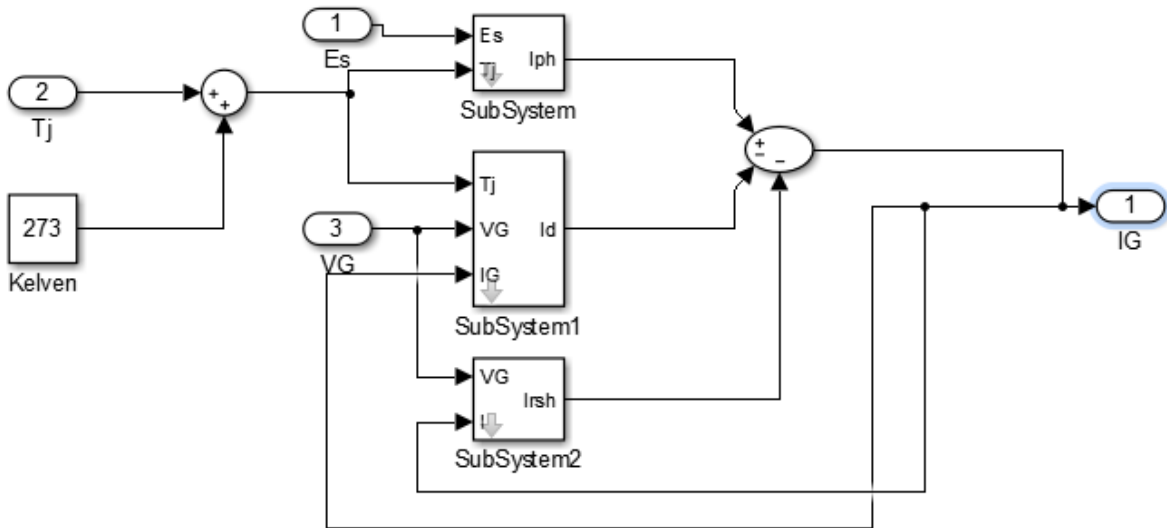 1
Es
2
Tj
+
+
273
Kelven
Es
Tj
Iph
SubSystem
3
VG
Tj
VG
IG
Id
SubSystem1
VG
I
Irsh
SubSystem2
+
−
−
1
IG